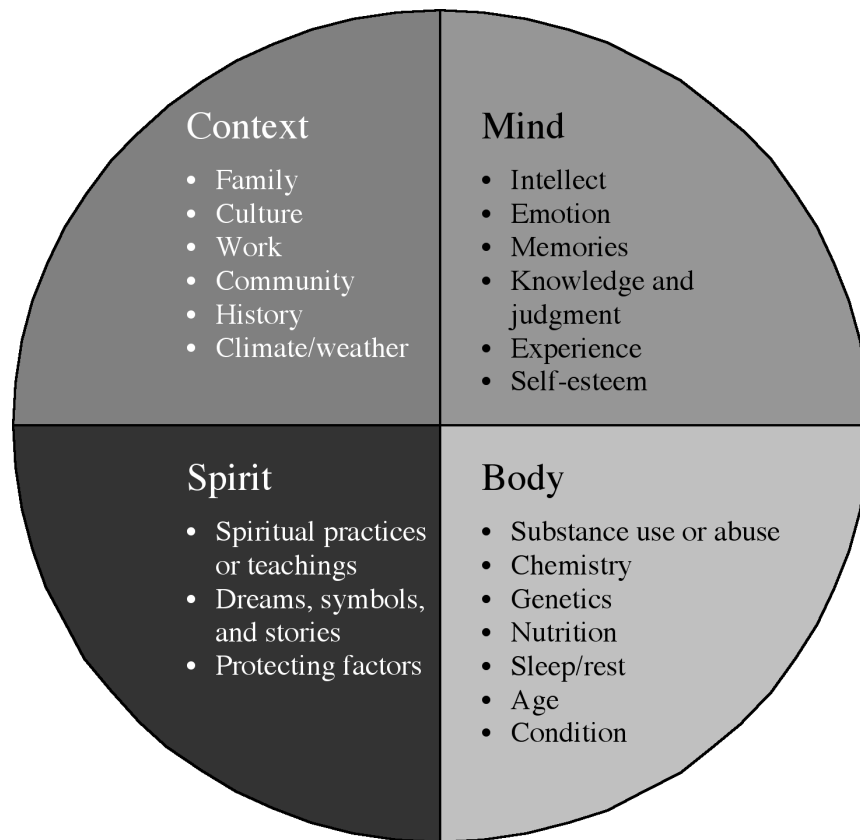 Context
• Family
• Culture
• Work
• Community
• History
• Climate/weather
Mind
• Intellect
• Emotion
• Memories
• Knowledge and
judgment
• Experience
• Self-esteem
Spirit
• Spiritual practices
or teachings
• Dreams, symbols,
and stories
• Protecting factors
Body
• Substance use or abuse
• Chemistry
• Genetics
• Nutrition
• Sleep/rest
• Age
• Condition